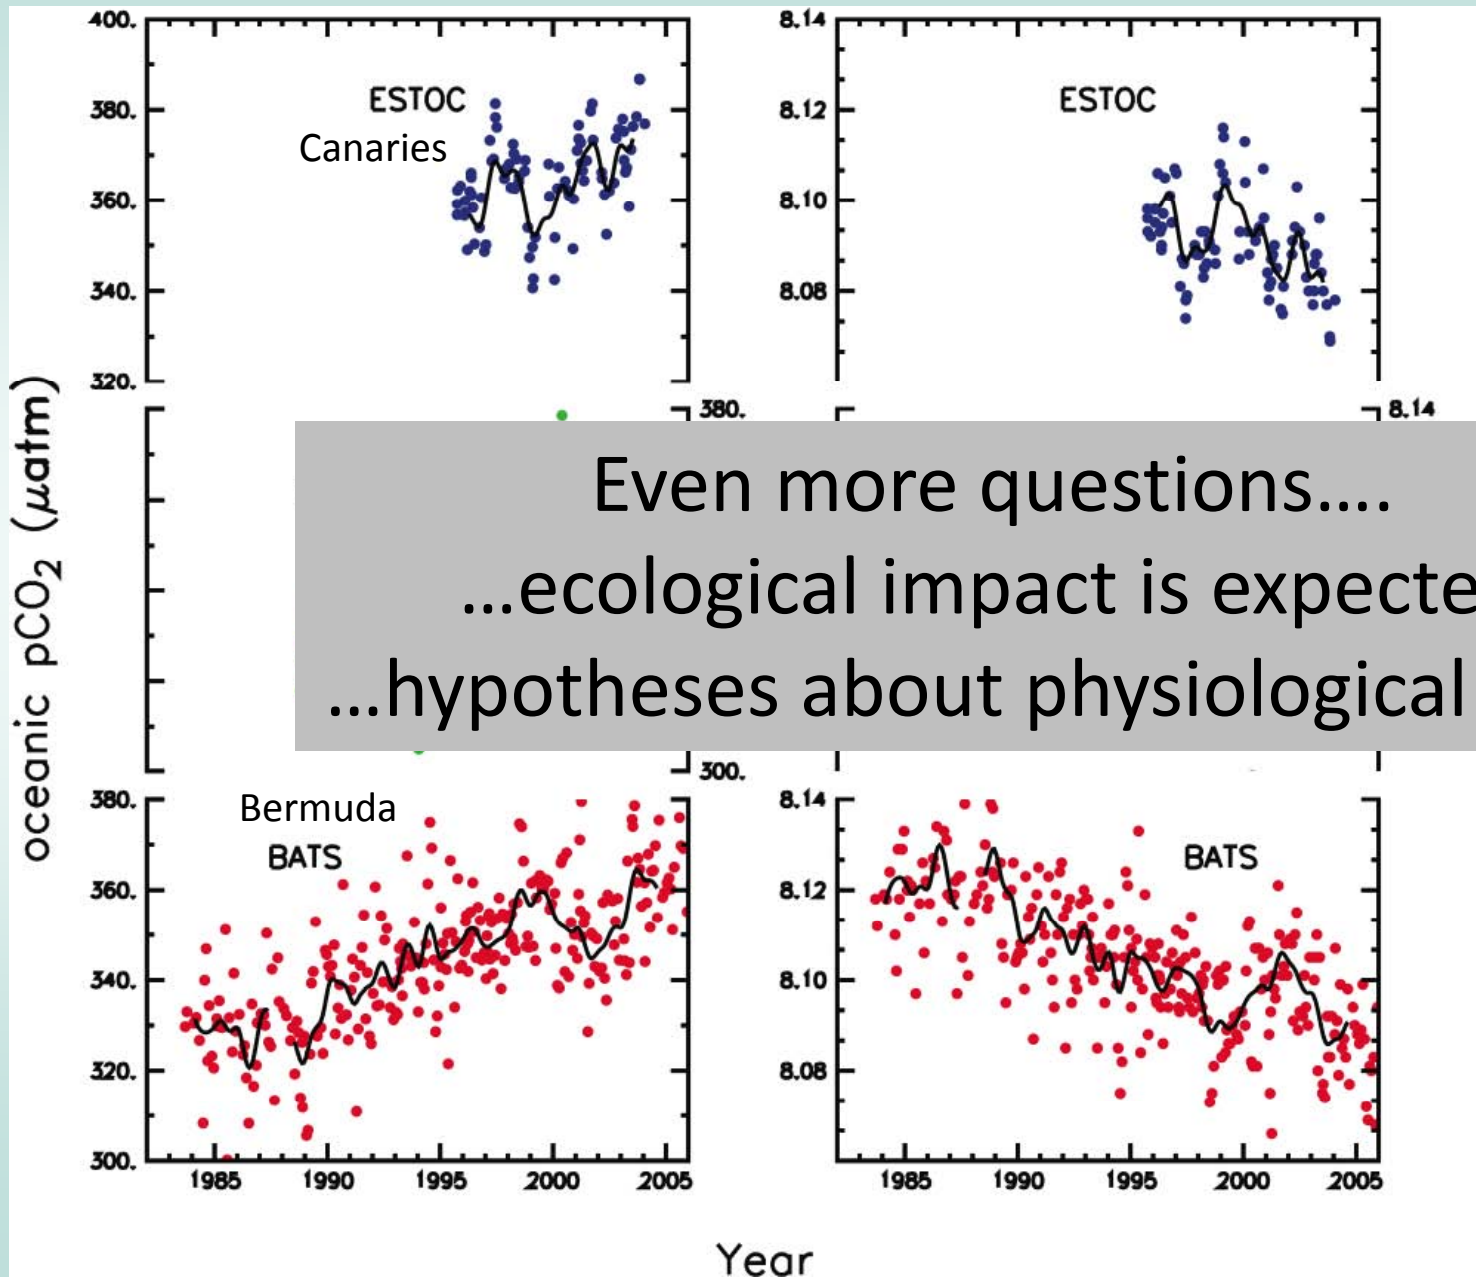 400.
380.
360.
340.
320.
ESTOC
Canaries
8.14
8.12
8.10
8.08
ESTOC
380.
300.
8.14
Even more questions....
...ecological impact is expecte
...hypotheses about physiological
oceanic pCO₂ (μatm)
380.
360.
340.
320.
300.
Bermuda
BATS
1985 1990 1995 2000 2005
8.14
8.12
8.10
8.08
BATS
1985 1990 1995 2000 2005
Year